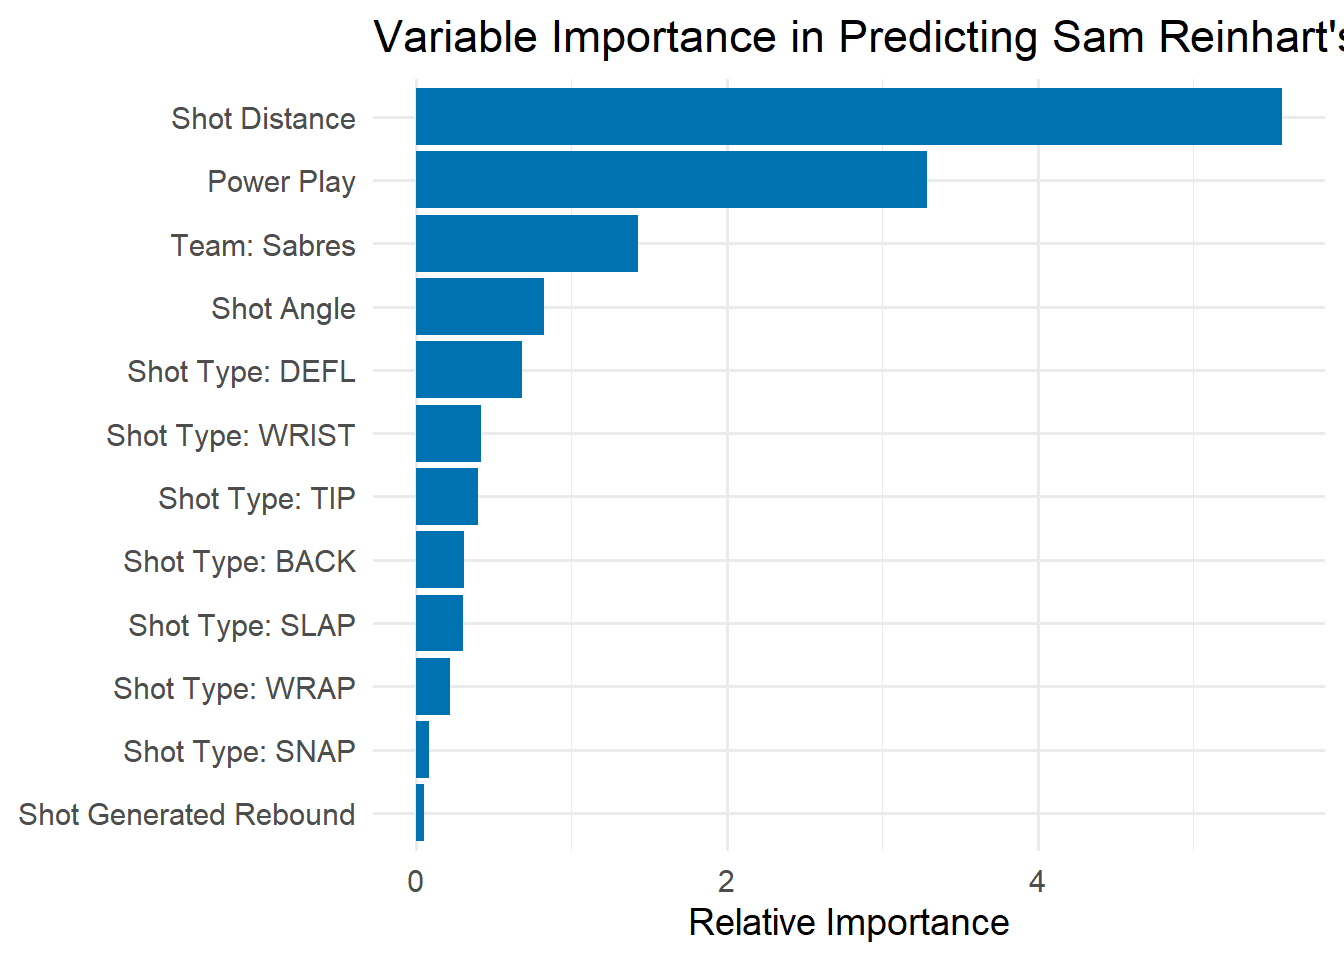 Variable Importance in Predicting Sam Reinhart's
Shot Distance
Power Play
Team: Sabres
Shot Angle
Shot Type: DEFL
Shot Type: WRIST
Shot Type: TIP
Shot Type: BACK
Shot Type: SLAP
Shot Type: WRAP
Shot Type: SNAP
Shot Generated Rebound
0 2 4
Relative Importance